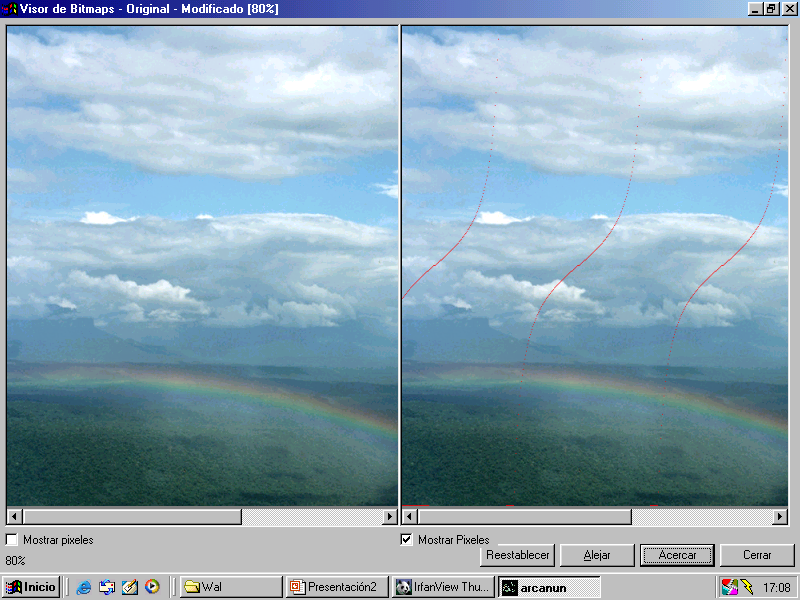 Visor de Bitmaps - Original - Modificado [80%]
Mostrar pixeles
Mostrar Pixeles
80%
Reestablecer
Alejar
Acercar
Cerrar
Inicio
Wal
Presentación2
IrfanView Thu...
arcanun
17:08